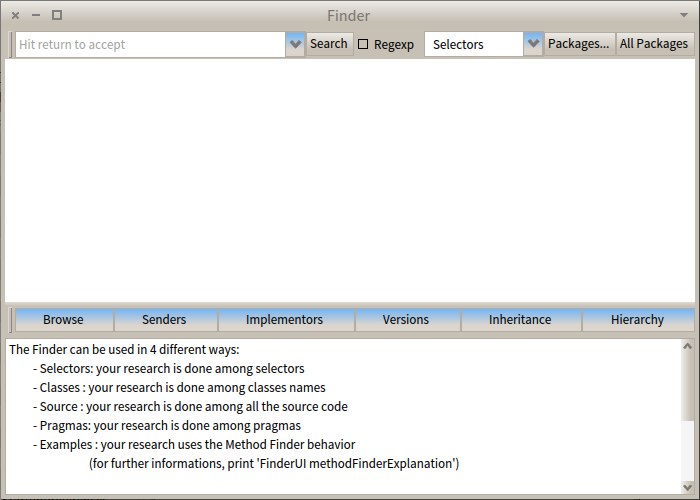 Finder
Hit return to accept Search Regexp Selectors Packages... All Packages
Browse Senders Implementors Versions Inheritance Hierarchy
The Finder can be used in 4 different ways:
- Selectors: your research is done among selectors
- Classes : your research is done among classes names
- Source : your research is done among all the source code
- Pragmas: your research is done among pragmas
- Examples : your research uses the Method Finder behavior
(for further informations, print 'FinderUI methodFinderExplanation')